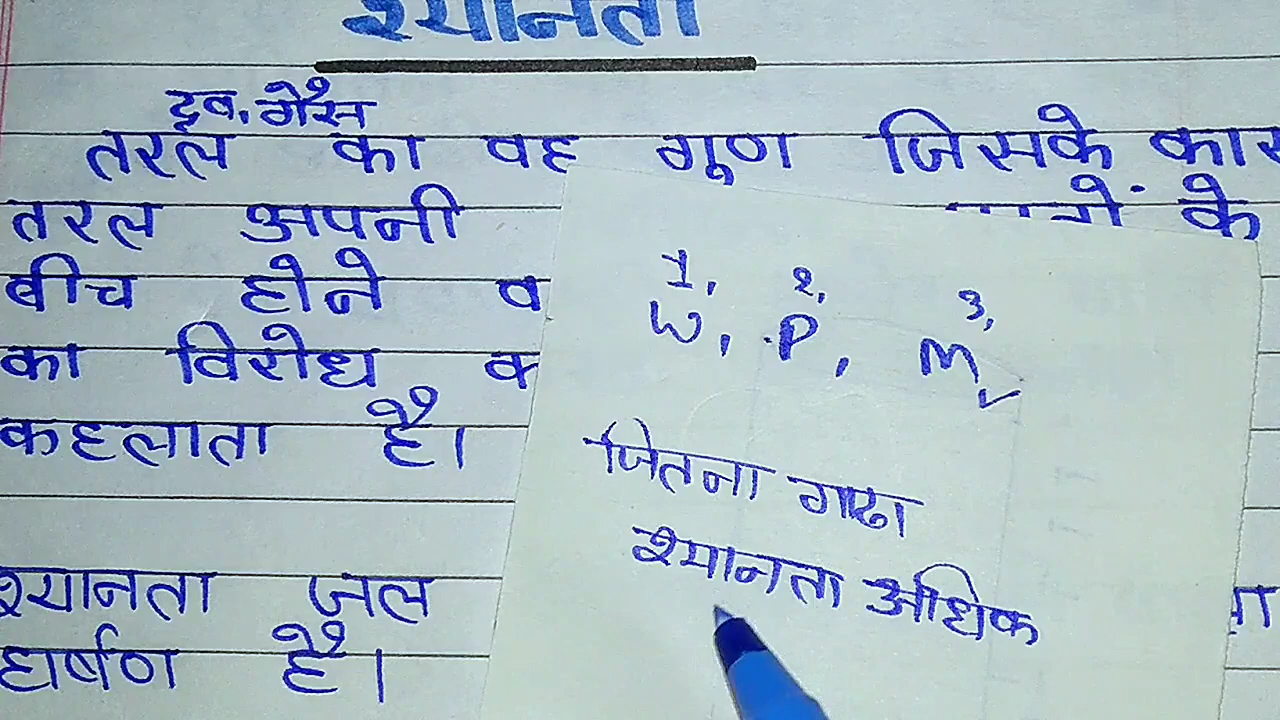 श्यानता
द्रव, गैस
तरल का वह गूण जिसके कार
तरल अपनी के
बीच होने व
का विरोध क
कहलाता है।
श्यानता जल
घर्षण है।
1, 2, 3,
W, P, M
जितना गाढा
श्यानता अधिक